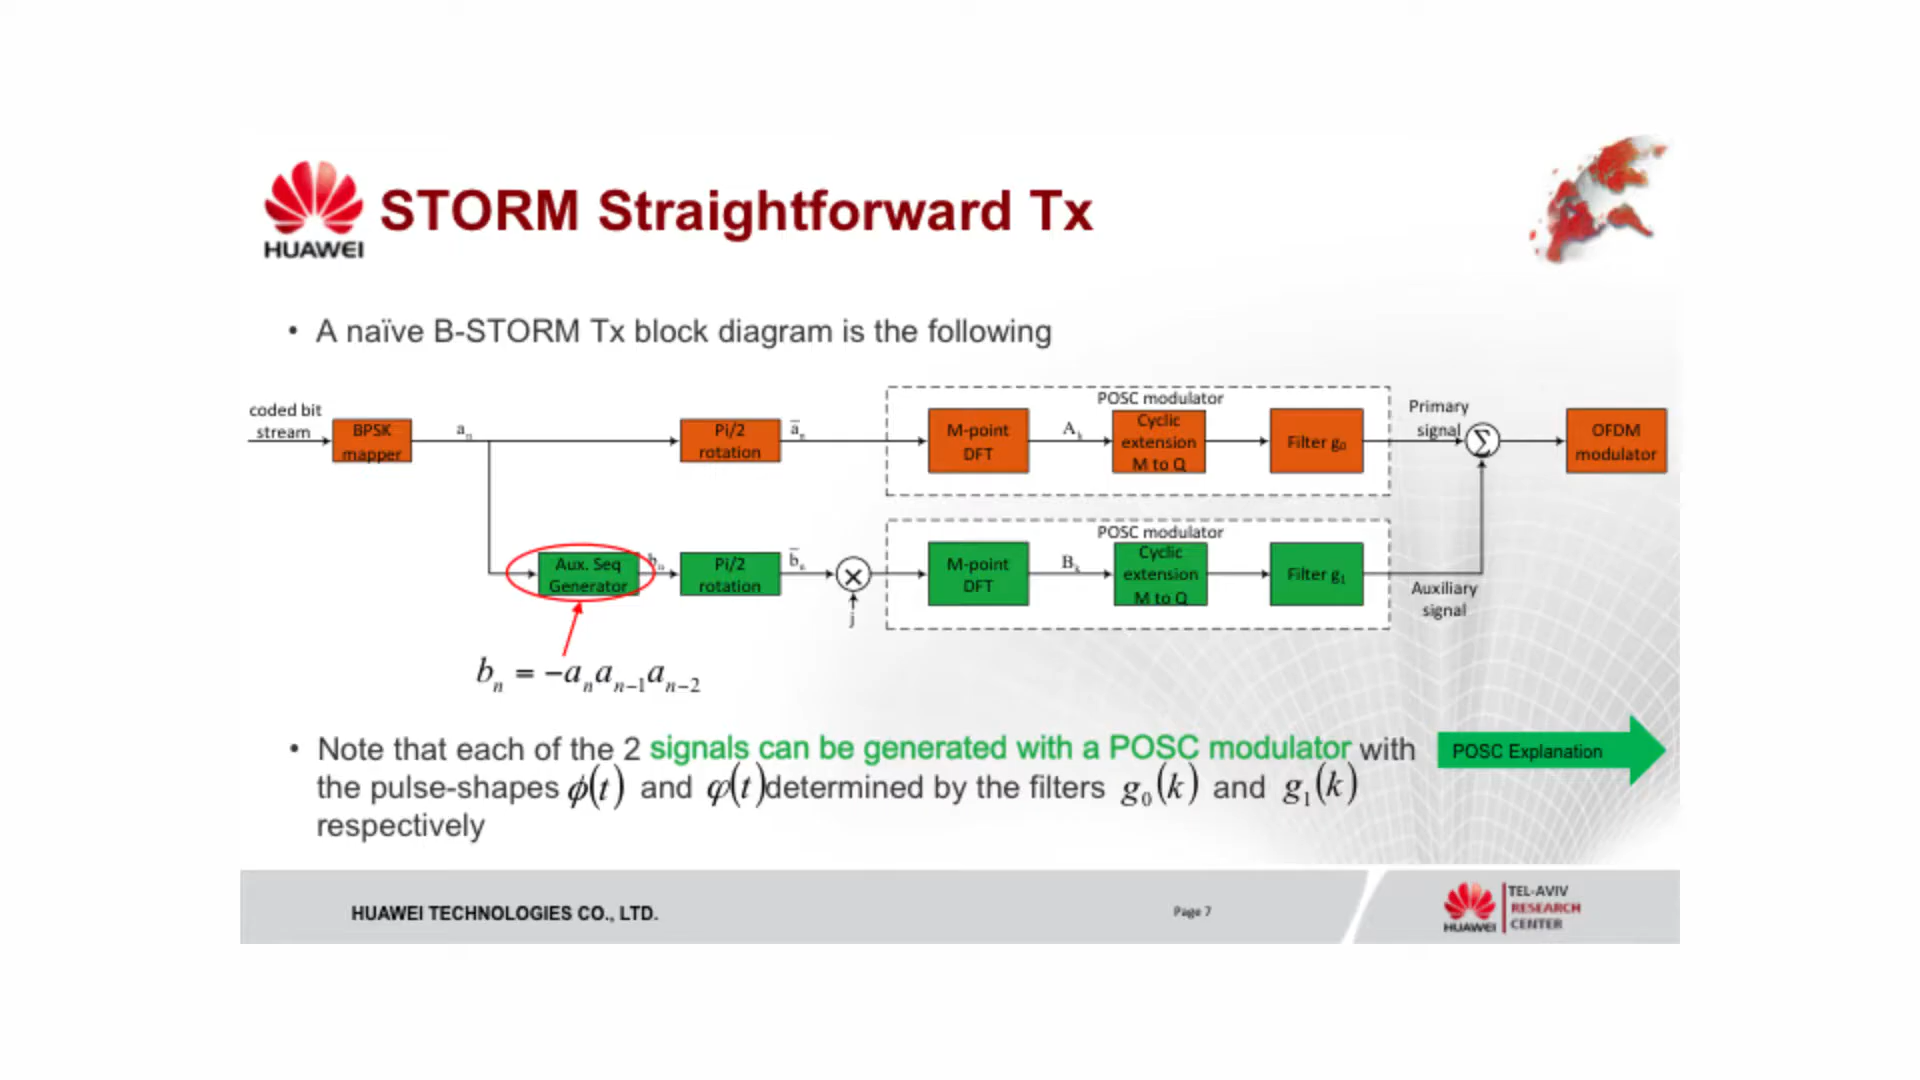 HUAWEI
STORM Straightforward Tx
• A naïve B-STORM Tx block diagram is the following
coded bit
stream
BPSK
mapper
aₙ
Pi/2
rotation
āₙ
POSC modulator
M-point
DFT
Aₖ
Cyclic
extension
M to Q
Filter g₀
Primary
signal
Σ
OFDM
modulator
Aux. Seq
Generator
bₙ
Pi/2
rotation
b̄ₙ
×
j
POSC modulator
M-point
DFT
Bₖ
Cyclic
extension
M to Q
Filter g₁
Auxiliary
signal
bₙ = −aₙaₙ₋₁aₙ₋₂
• Note that each of the 2 signals can be generated with a POSC modulator with
the pulse-shapes ϕ(t) and φ(t)determined by the filters g₀(k) and g₁(k)
respectively
POSC Explanation
HUAWEI TECHNOLOGIES CO., LTD.
Page 7
HUAWEI
TEL-AVIV
RESEARCH
CENTER